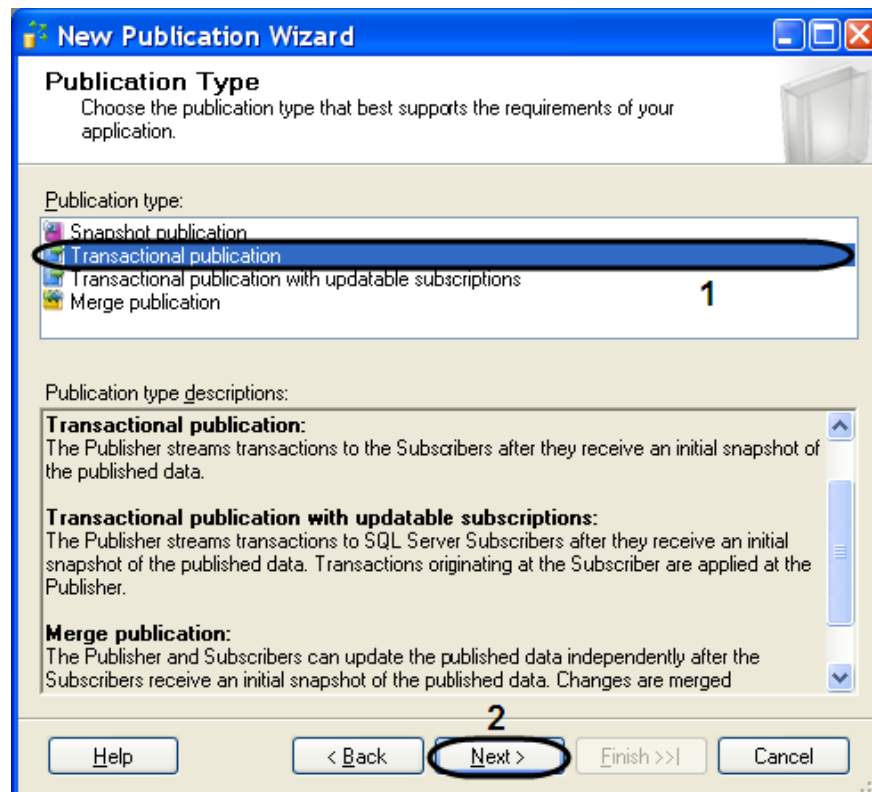 New Publication Wizard
Publication Type
Choose the publication type that best supports the requirements of your
application.
Publication type:
Snapshot publication
Transactional publication
Transactional publication with updatable subscriptions
1
Merge publication
Publication type descriptions:
Transactional publication:
The Publisher streams transactions to the Subscribers after they receive an initial snapshot of
the published data.
Transactional publication with updatable subscriptions:
The Publisher streams transactions to SQL Server Subscribers after they receive an initial
snapshot of the published data. Transactions originating at the Subscriber are applied at the
Publisher.
Merge publication:
The Publisher and Subscribers can update the published data independently after the
Subscribers receive an initial snapshot of the published data. Changes are merged
2
Help
< Back
Next >
Finish >>|
Cancel